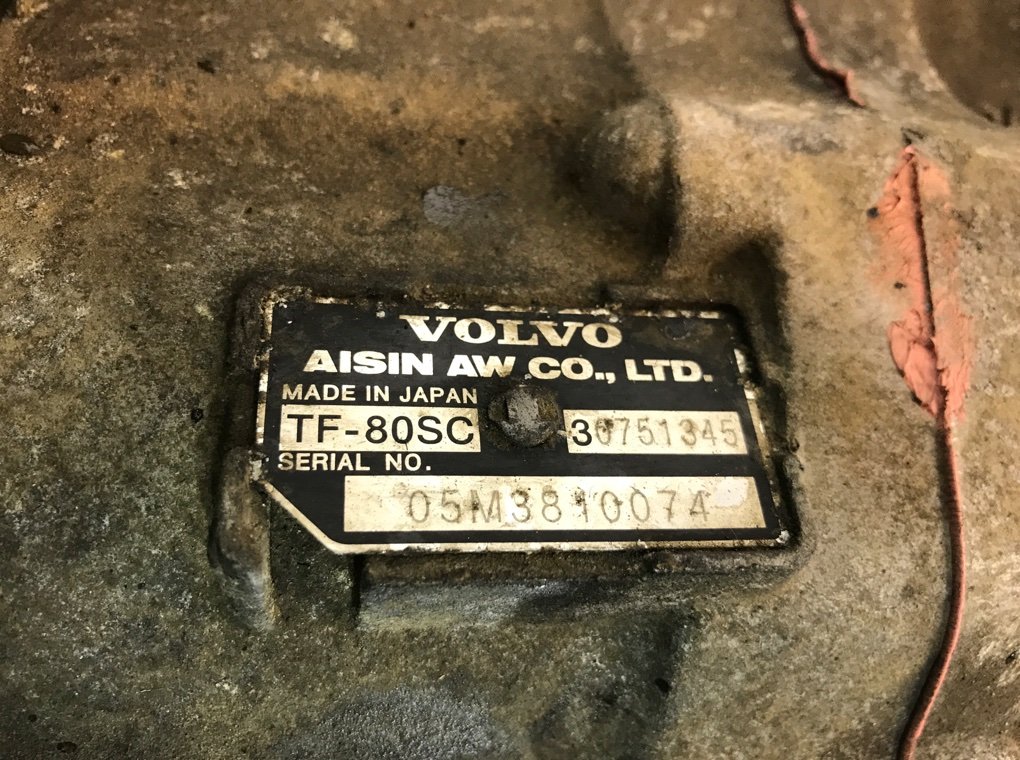 VOLVO
AISIN AW CO., LTD.
MADE IN JAPAN
TF-80SC 30751345
SERIAL NO.
05M3810074